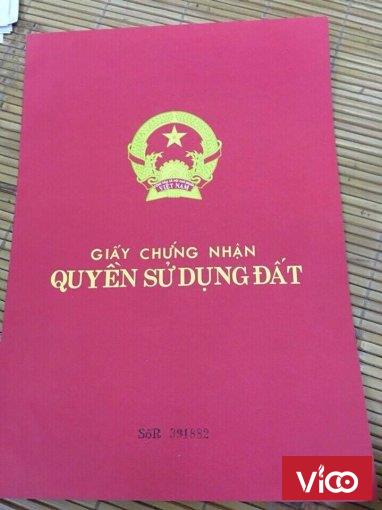 VIỆT NAM
GIẤY CHỨNG NHẬN
QUYỀN SỬ DỤNG ĐẤT
SốR 391882
VICO